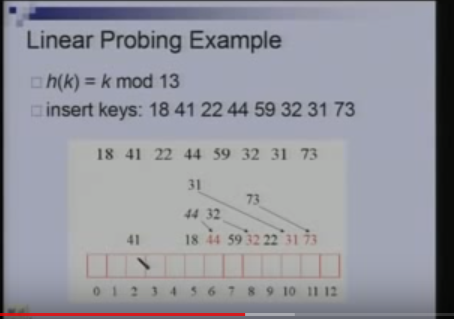 Linear Probing Example
h(k) = k mod 13
insert keys: 18 41 22 44 59 32 31 73
18 41 22 44 59 32 31 73
31
73
44 32
41 18 44 59 32 22 31 73
0 1 2 3 4 5 6 7 8 9 10 11 12